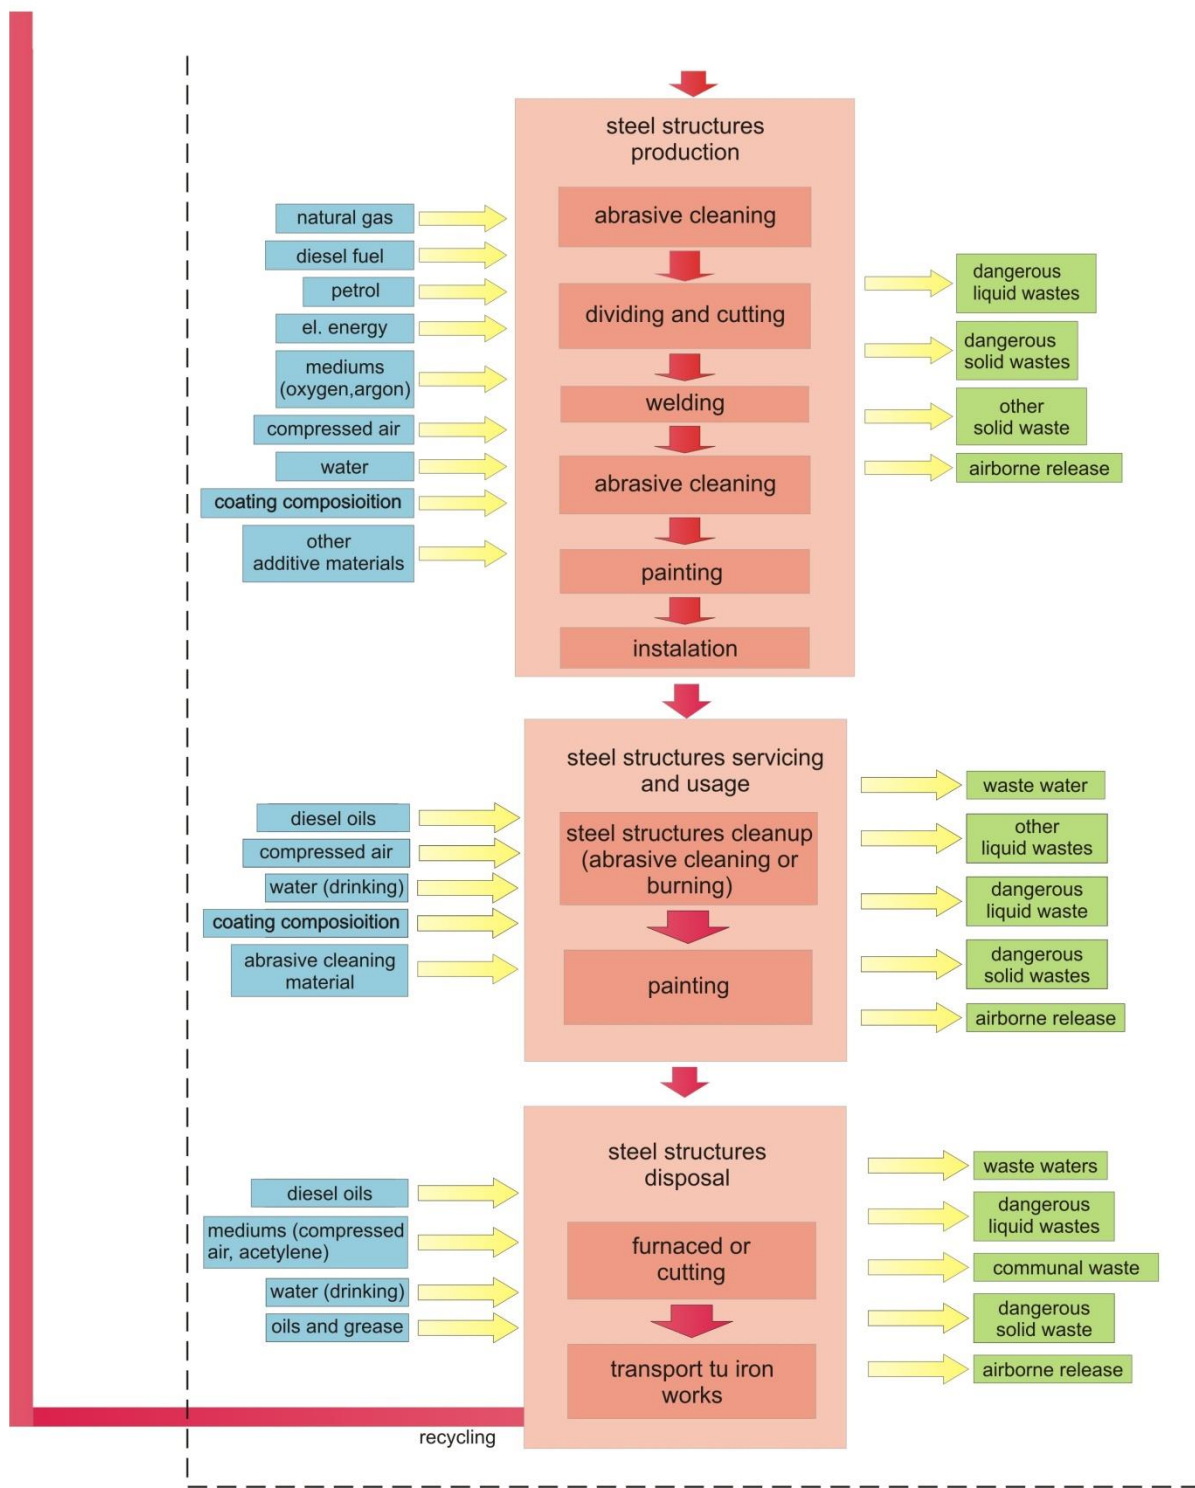 steel structures
production
abrasive cleaning
dividing and cutting
welding
abrasive cleaning
painting
instalation
natural gas
diesel fuel
petrol
el. energy
mediums
(oxygen,argon)
compressed air
water
coating composioition
other
additive materials
dangerous
liquid wastes
dangerous
solid wastes
other
solid waste
airborne release
steel structures servicing
and usage
steel structures cleanup
(abrasive cleaning or
burning)
painting
diesel oils
compressed air
water (drinking)
coating composioition
abrasive cleaning
material
waste water
other
liquid wastes
dangerous
liquid waste
dangerous
solid wastes
airborne release
steel structures
disposal
furnaced or
cutting
transport tu iron
works
diesel oils
mediums (compressed
air, acetylene)
water (drinking)
oils and grease
waste waters
dangerous
liquid wastes
communal waste
dangerous
solid waste
airborne release
recycling